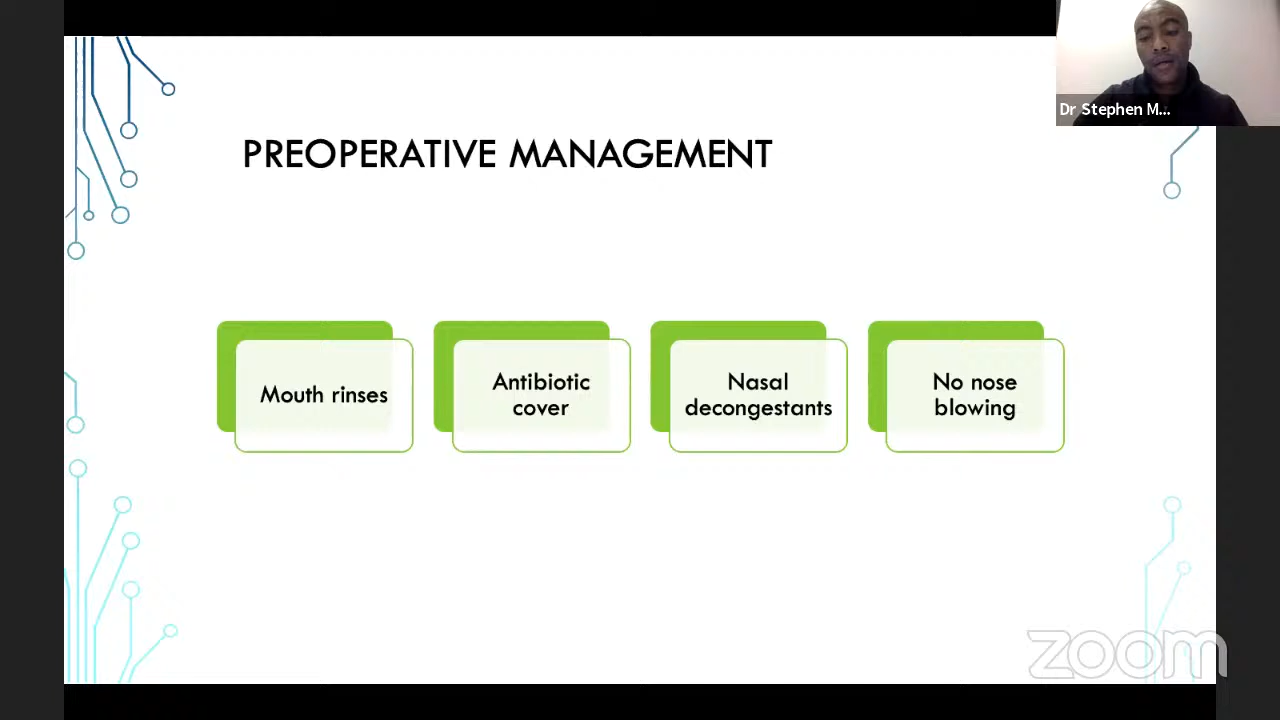 Dr Stephen M...
PREOPERATIVE MANAGEMENT
Mouth rinses
Antibiotic
cover
Nasal
decongestants
No nose
blowing
zoom